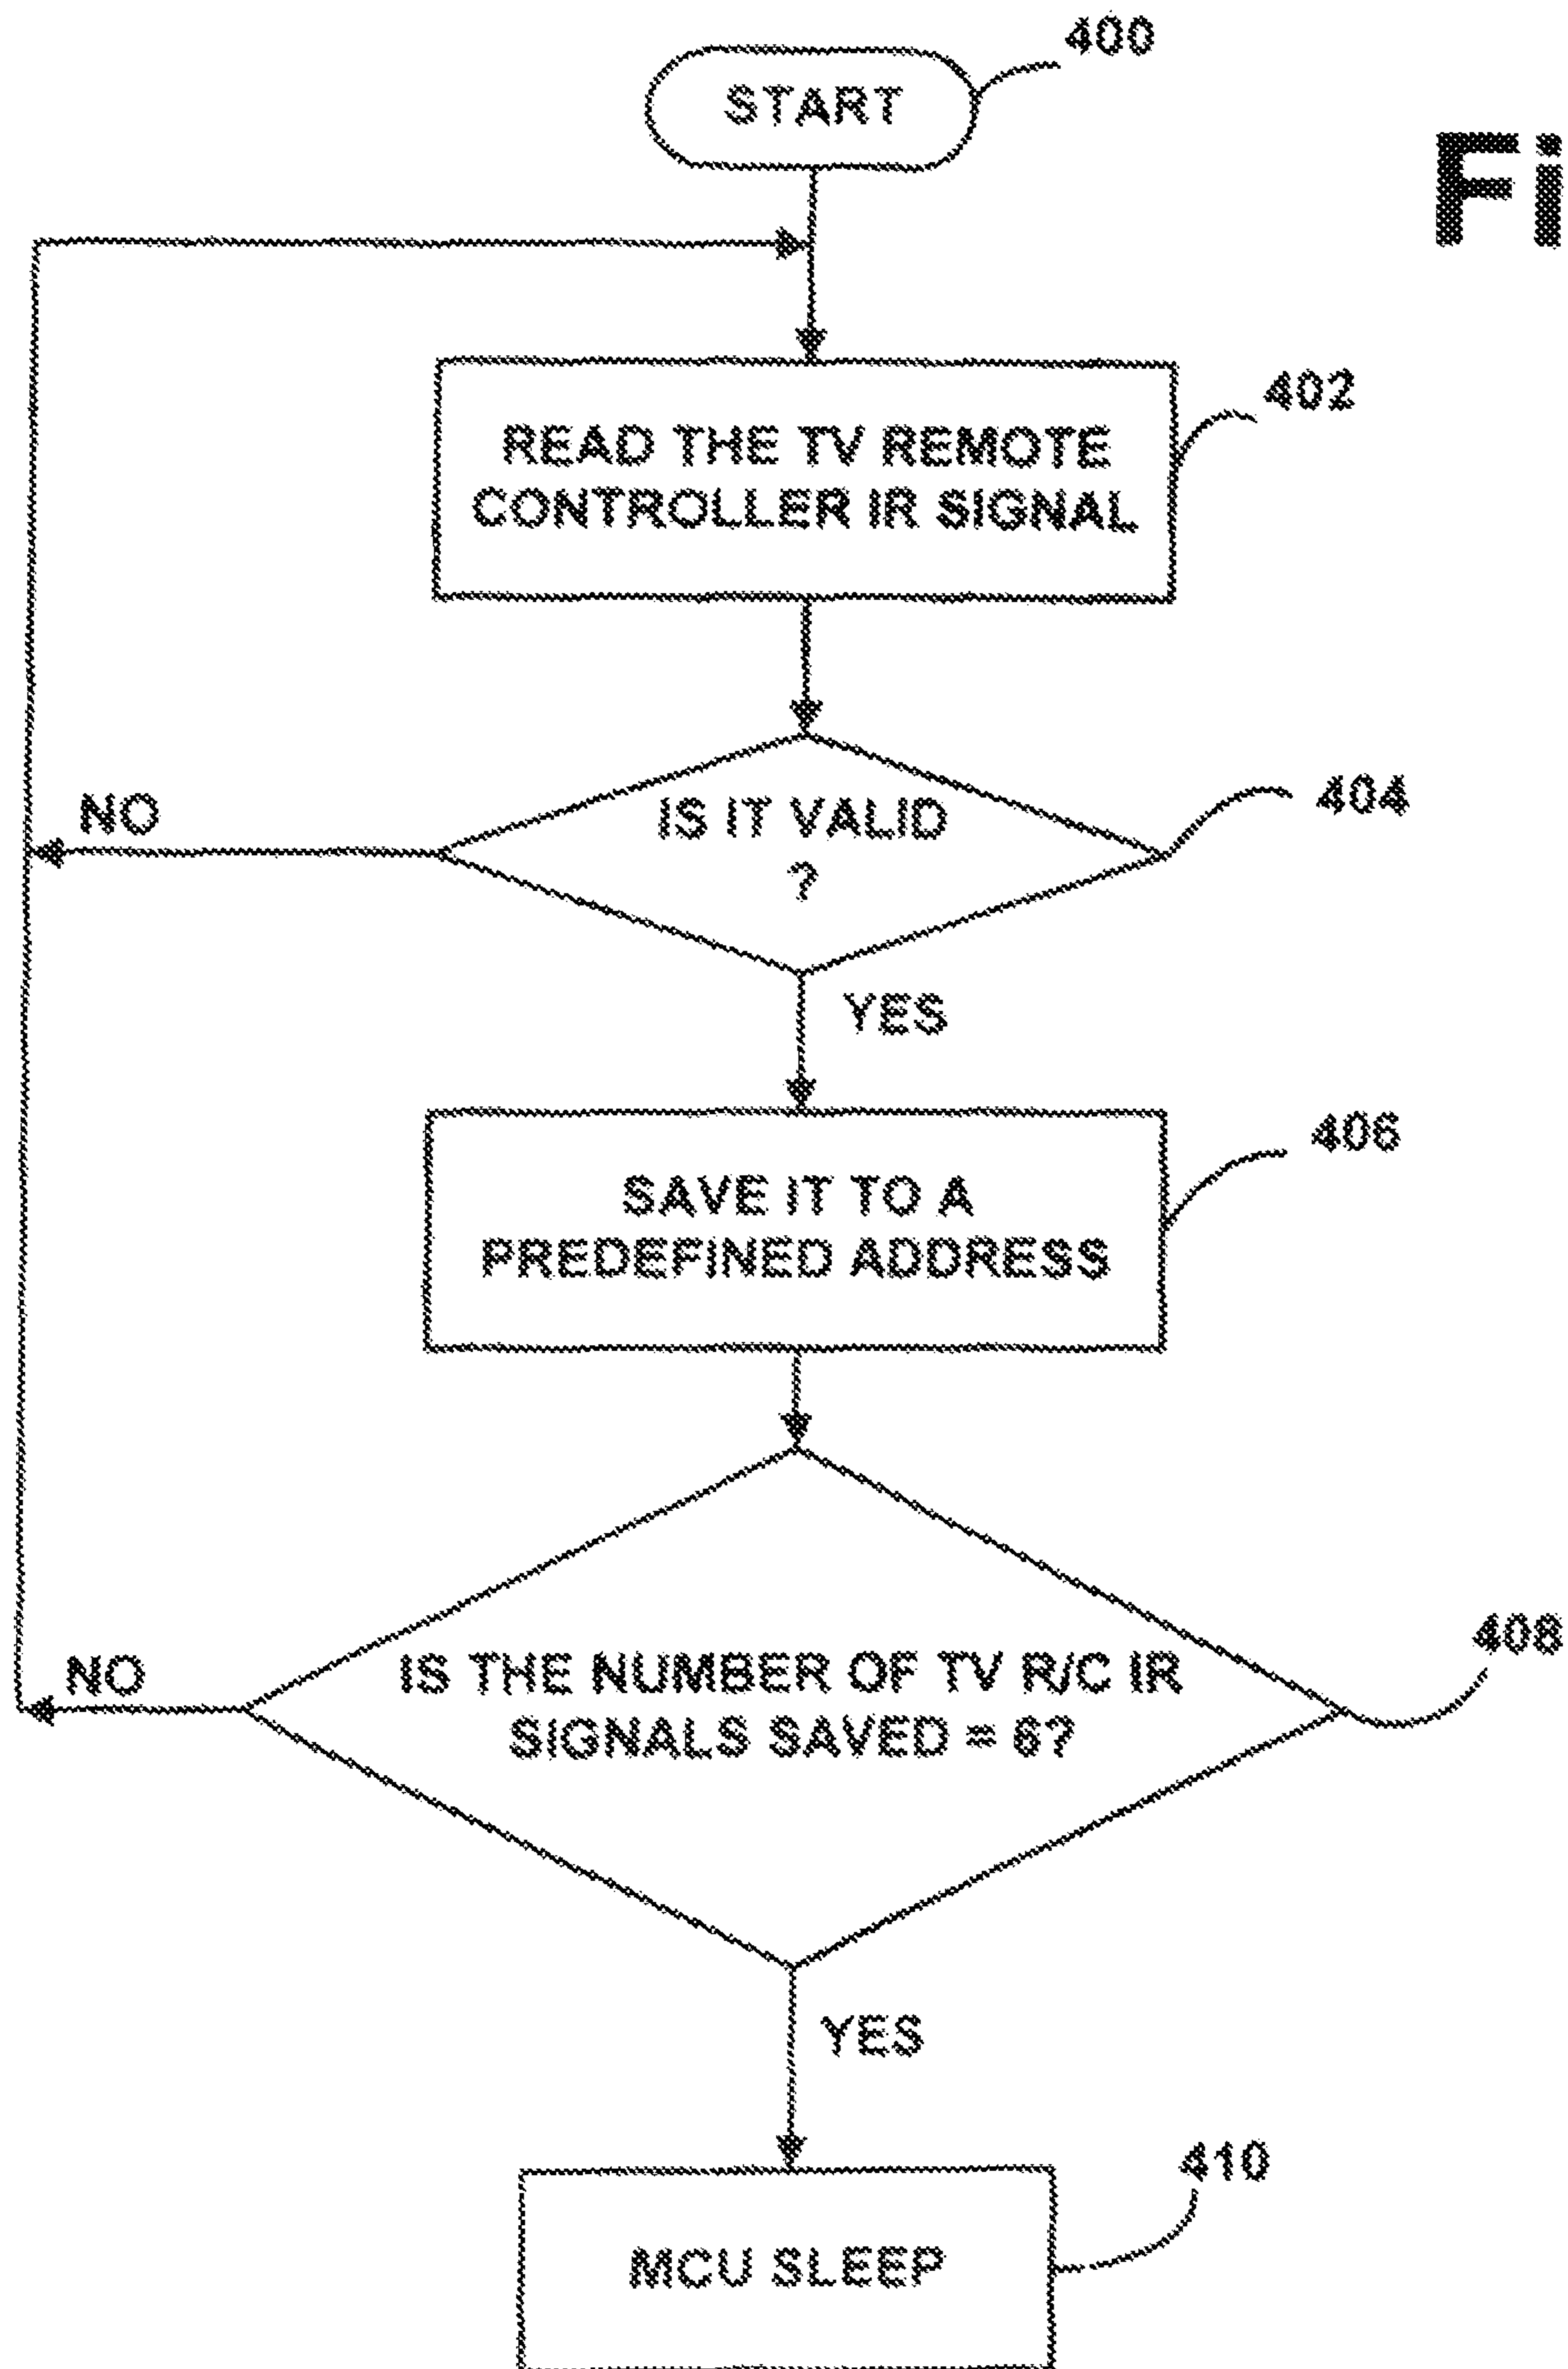 400
START
Fi
402
READ THE TV REMOTE
CONTROLLER IR SIGNAL
404
NO
IS IT VALID
?
YES
406
SAVE IT TO A
PREDEFINED ADDRESS
408
NO
IS THE NUMBER OF TV R/C IR
SIGNALS SAVED = 6?
YES
410
MCU SLEEP